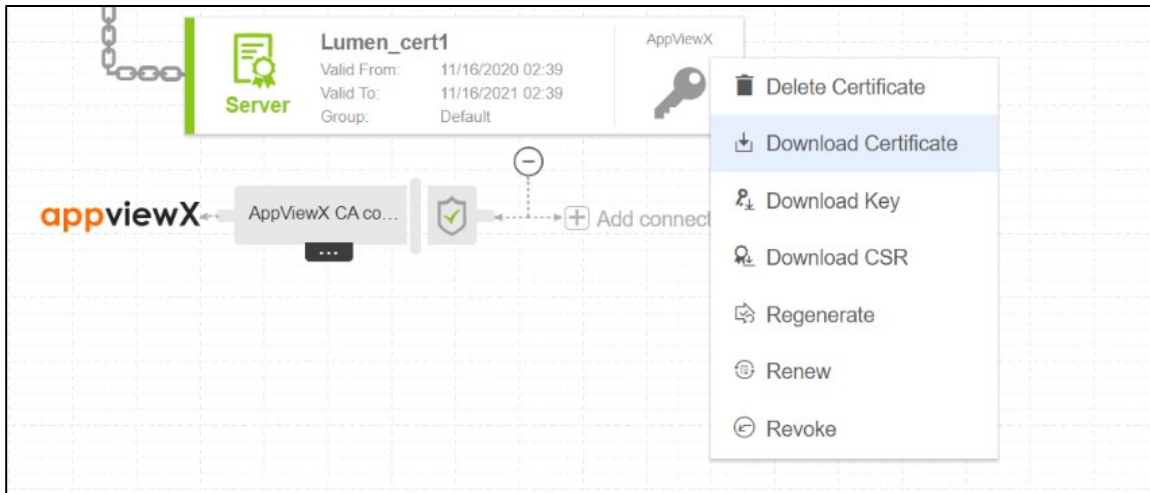 Lumen_cert1
AppViewX
Valid From: 11/16/2020 02:39
Valid To: 11/16/2021 02:39
Server
Group: Default
Delete Certificate
Download Certificate
appviewX
AppViewX CA co...
Add connect
...
Download Key
Download CSR
Regenerate
Renew
Revoke